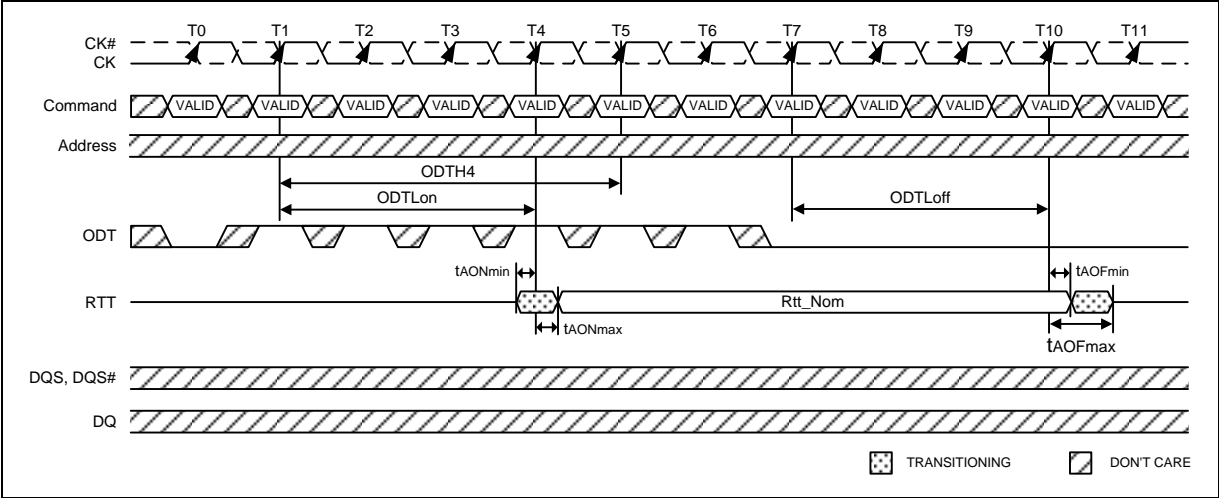 T0 T1 T2 T3 T4 T5 T6 T7 T8 T9 T10 T11
CK#
CK
Command VALID VALID VALID VALID VALID VALID VALID VALID VALID VALID VALID VALID
Address
ODTH4
ODTLon ODTLoff
ODT
tAONmin tAOFmin
RTT Rtt_Nom
tAONmax
tAOFmax
DQS, DQS#
DQ
TRANSITIONING DON'T CARE